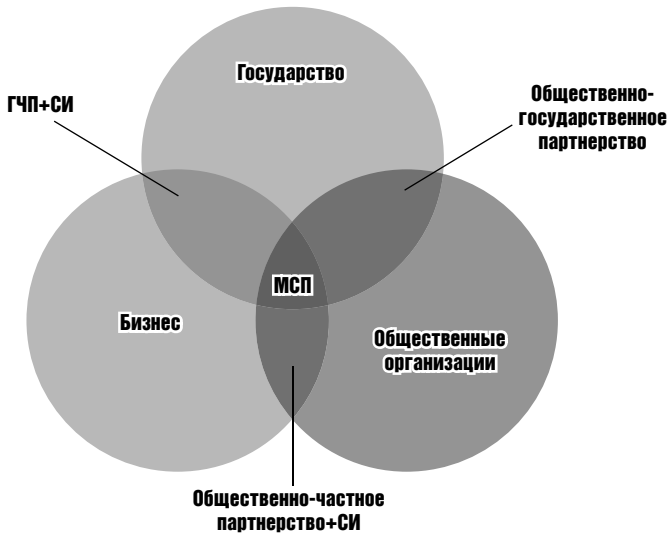 Государство
ГЧП+СИ
Общественно-
государственное
партнерство
МСП
Бизнес
Общественные
организации
Общественно-частное
партнерство+СИ